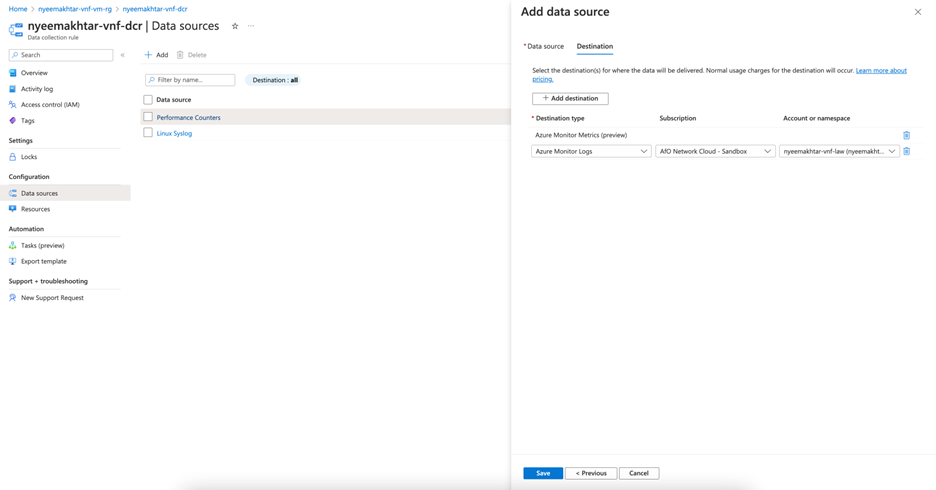 Home > nyeemakhtar-vnf-vm-rg > nyeemakhtar-vnf-dcr
nyeemakhtar-vnf-dcr | Data sources
Data collection rule
Search
Overview
Activity log
Access control (IAM)
Tags
Settings
Locks
Configuration
Data sources
Resources
Automation
Tasks (preview)
Export template
Support + troubleshooting
New Support Request
Add Delete
Filter by name... Destination : all
Data source
Performance Counters
Linux Syslog
Add data source
* Data source Destination
Select the destination(s) for where the data will be delivered. Normal usage charges for the destination will occur. Learn more about
pricing.
+ Add destination
* Destination type Subscription Account or namespace
Azure Monitor Metrics (preview)
Azure Monitor Logs AfO Network Cloud - Sandbox nyeemakhtar-vnf-law (nyeemakht...
Save < Previous Cancel